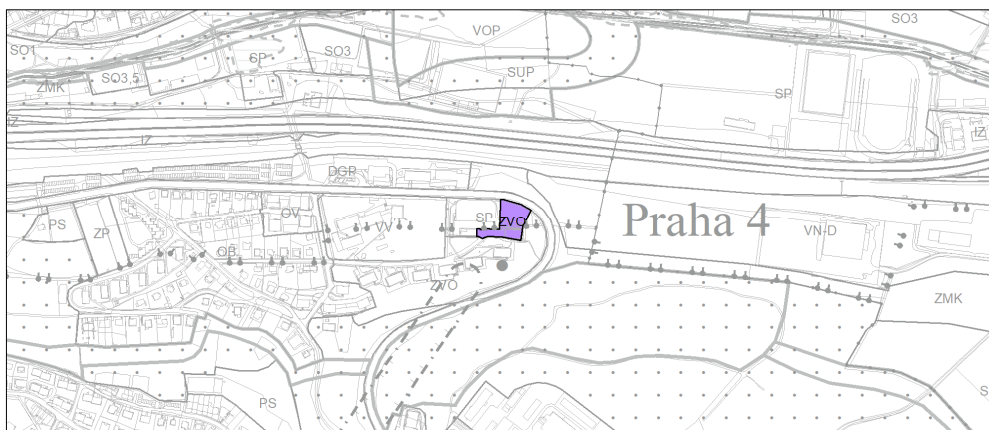 SO3
VOP
SO1
SP
SO3
SUP
SO3,5
ZMK
SP
IZ
IZ
IZ
DGP
PS
ZP
OV
SP
ZVO
VV
Praha 4
VN-D
OB
ZVO
ZMK
PS
S